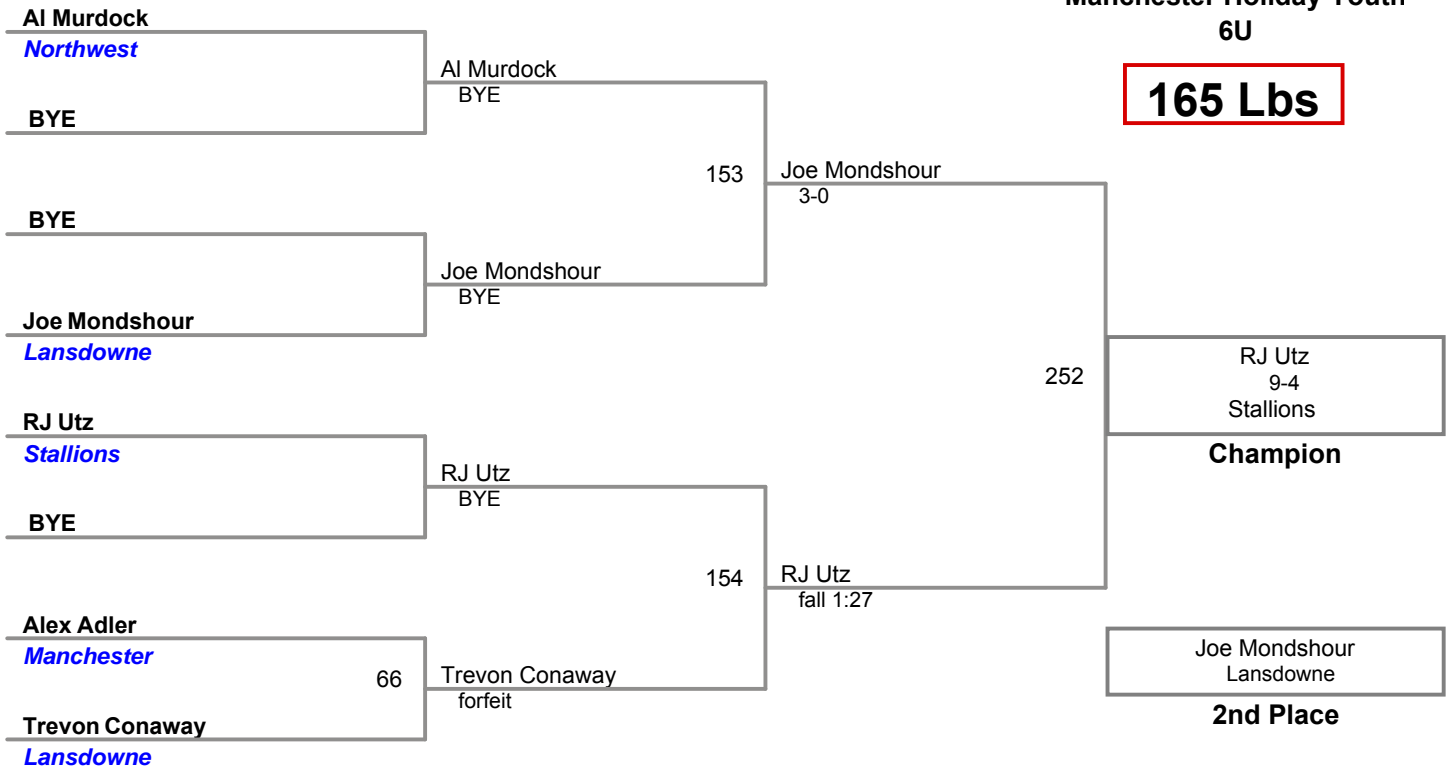 Manchester Holiday Youth
6U
165 Lbs
Al Murdock
Northwest
BYE
BYE
Joe Mondshour
Lansdowne
RJ Utz
Stallions
BYE
Alex Adler
Manchester
66
Trevon Conaway
Lansdowne
Al Murdock
BYE
153
Joe Mondshour
BYE
RJ Utz
BYE
154
Trevon Conaway
forfeit
Joe Mondshour
3-0
252
RJ Utz
fall 1:27
RJ Utz
9-4
Stallions
Champion
Joe Mondshour
Lansdowne
2nd Place